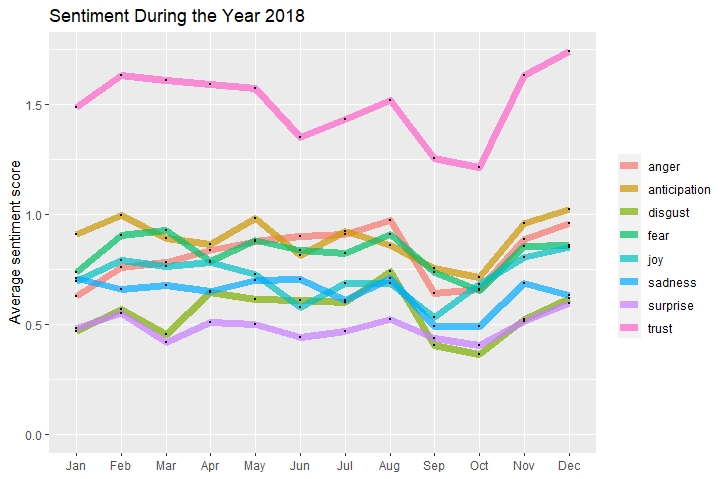 Sentiment During the Year 2018
Average sentiment score
1.5
1.0
0.5
0.0
Jan Feb Mar Apr May Jun Jul Aug Sep Oct Nov Dec
anger
anticipation
disgust
fear
joy
sadness
surprise
trust